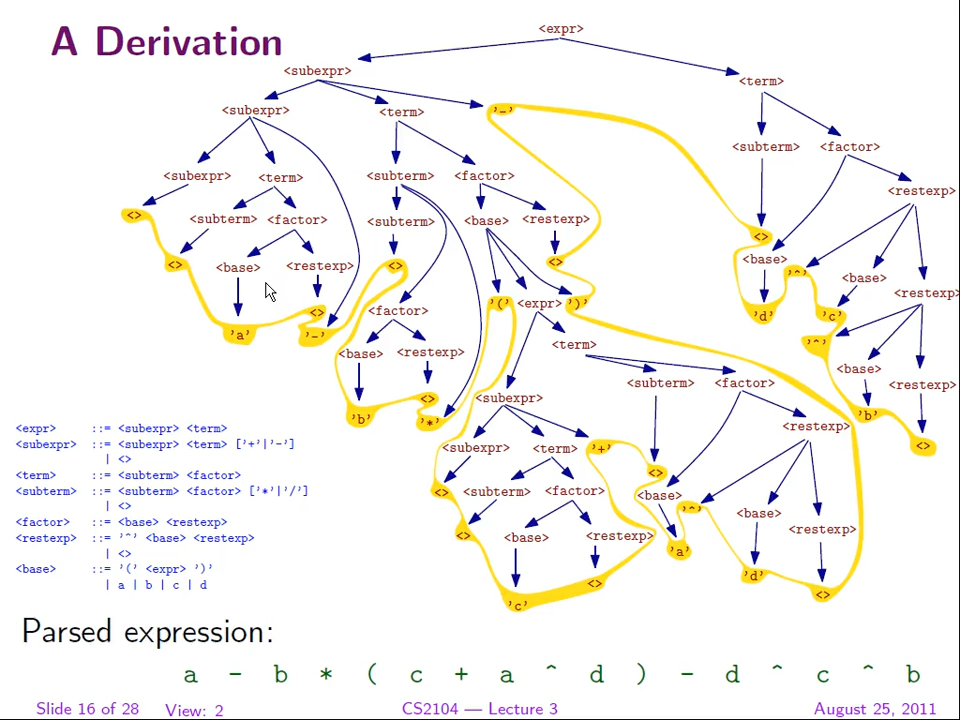 A Derivation
<expr>
<subexpr>
<term>
<subexpr> <term> '-'
<subterm> <factor>
<subexpr> <term> <subterm> <factor>
<restexp>
<> <subterm> <factor> <subterm> <base> <restexp>
<>
<> <base> <restexp> <> <>
<base> '^' <base>
<restexp>
<> '(' <expr> ')'
<factor>
'd' 'c'
'a' '-'
'^'
<term>
<base> <restexp>
<base>
<subterm> <factor> <restexp>
<> <subexpr>
'b' '*' 'b'
<restexp>
<expr> ::= <subexpr> <term>
<subexpr> ::= <subexpr> <term> ['+'|'-']
| <>
<term> ::= <subterm> <factor>
<subterm> ::= <subterm> <factor> ['*'|'/']
| <>
<factor> ::= <base> <restexp>
<restexp> ::= '^' <base> <restexp>
| <>
<base> ::= '(' <expr> ')'
| a | b | c | d
<subexpr> <term> '+' <>
<>
<> <subterm> <factor> <base>
'^' <base>
<restexp>
<> <base> <restexp>
'a'
'd'
<>
'c' <>
Parsed expression:
a - b * ( c + a ^ d ) - d ^ c ^ b
Slide 16 of 28 View: 2 CS2104 — Lecture 3 August 25, 2011